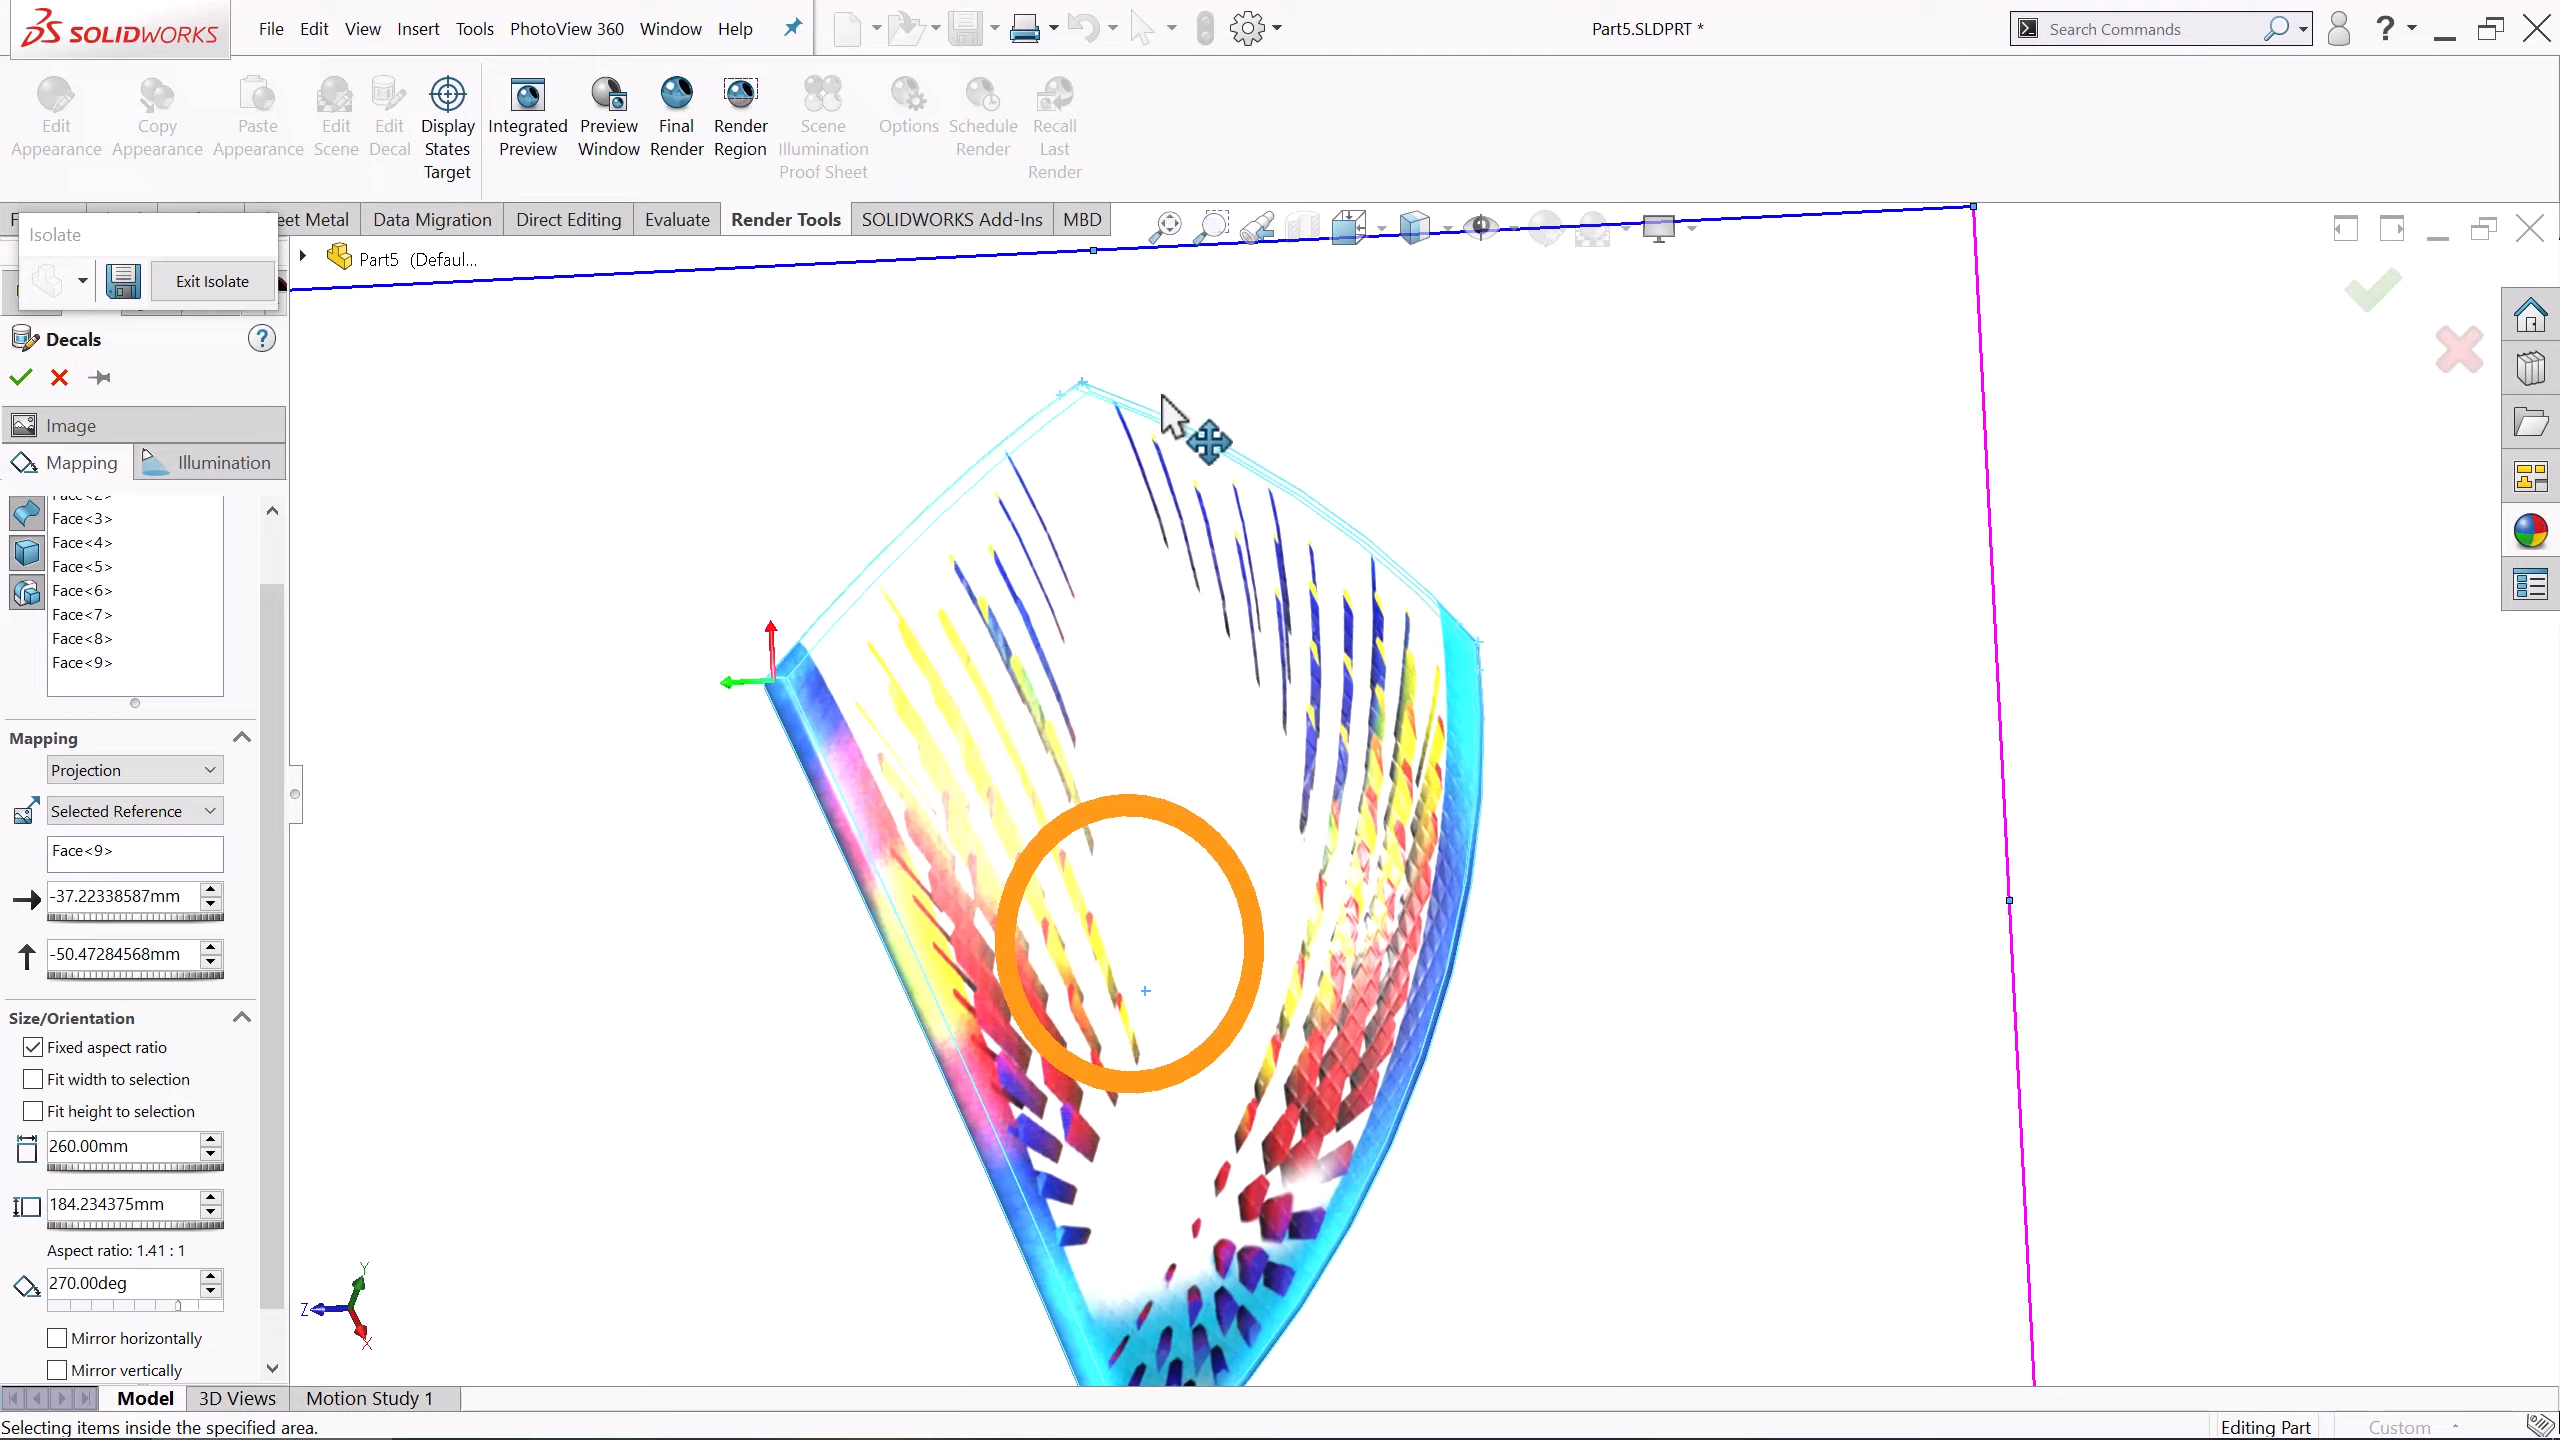 SOLIDWORKS
File Edit View Insert Tools PhotoView 360 Window Help
Part5.SLDPRT *
Search Commands
?
Edit Appearance
Copy Appearance
Paste Appearance
Edit Scene
Edit Decal
Display States Target
Integrated Preview
Preview Window
Final Render
Render Region
Scene Illumination Proof Sheet
Options
Schedule Render
Recall Last Render
F
eet Metal
Data Migration
Direct Editing
Evaluate
Render Tools
SOLIDWORKS Add-Ins
MBD
Isolate
Exit Isolate
Part5 (Defaul...
Decals
?
Image
Mapping
Illumination
Face<2>
Face<3>
Face<4>
Face<5>
Face<6>
Face<7>
Face<8>
Face<9>
Mapping
Projection
Selected Reference
Face<9>
-37.22338587mm
-50.47284568mm
Size/Orientation
Fixed aspect ratio
Fit width to selection
Fit height to selection
260.00mm
184.234375mm
Aspect ratio: 1.41 : 1
270.00deg
Mirror horizontally
Mirror vertically
Y
Z
X
Model
3D Views
Motion Study 1
Selecting items inside the specified area.
Editing Part
Custom